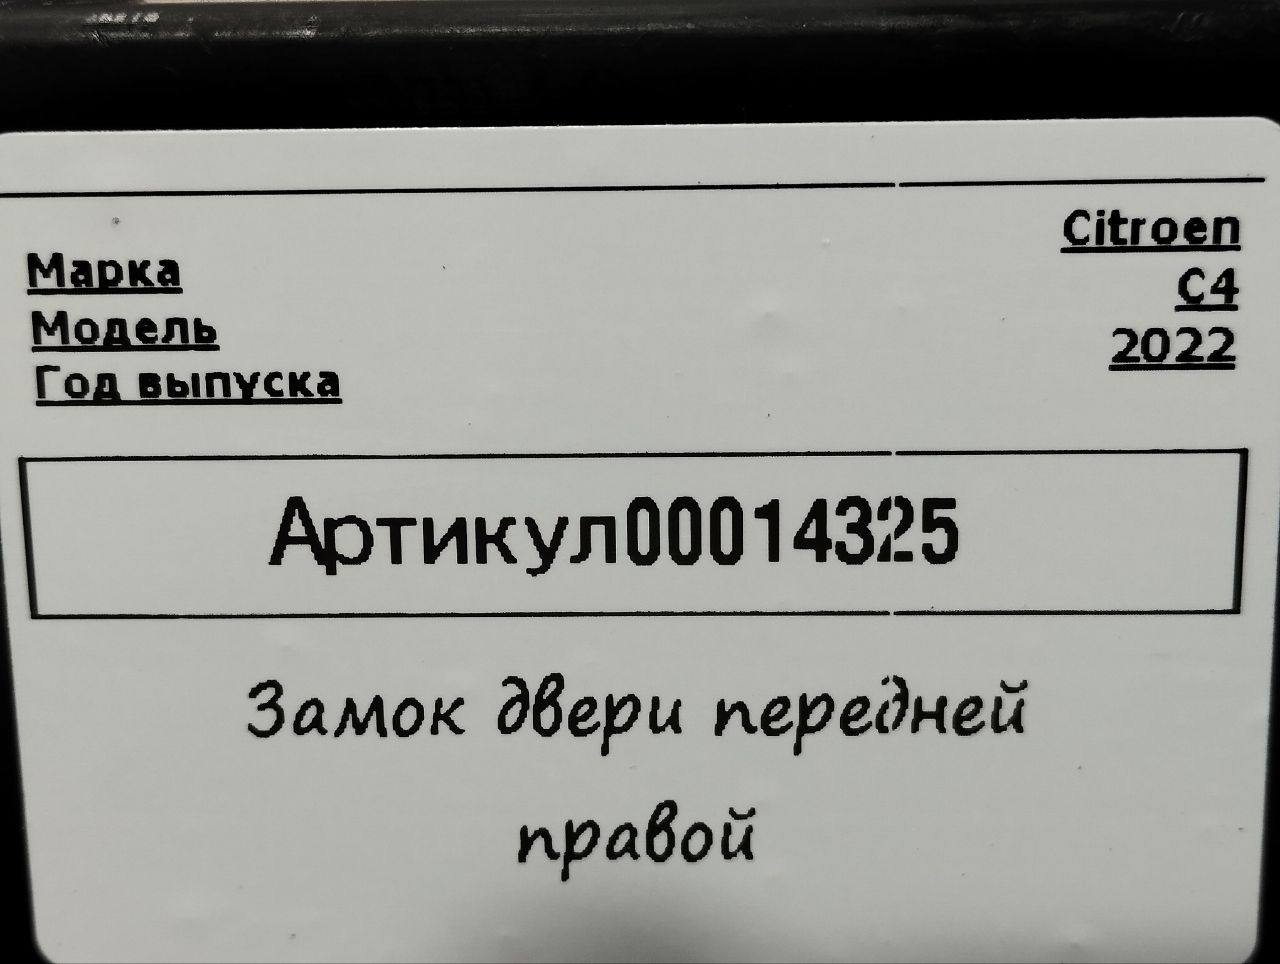 Марка Citroen
Модель C4
Год выпуска 2022
Артикул00014325
Замок двери передней
правой